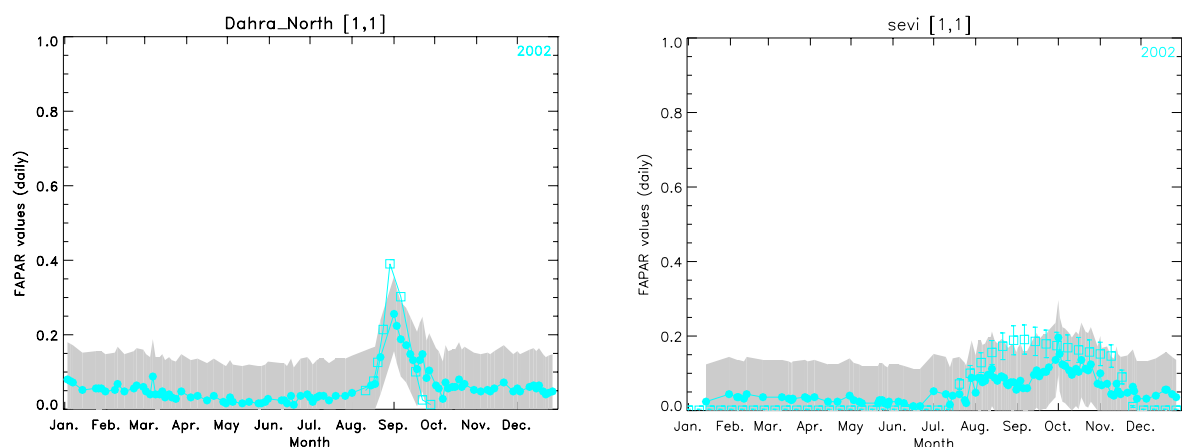 Dahra_North [1,1]
2002
1.0
0.8
0.6
0.4
0.2
0.0
FAPAR values (daily)
Jan. Feb. Mar. Apr. May Jun. Jul. Aug. Sep. Oct. Nov. Dec.
Month
sevi [1,1]
2002
1.0
0.8
0.6
0.4
0.2
0.0
FAPAR values (daily)
Jan. Feb. Mar. Apr. May Jun. Jul. Aug. Sep. Oct. Nov. Dec.
Month